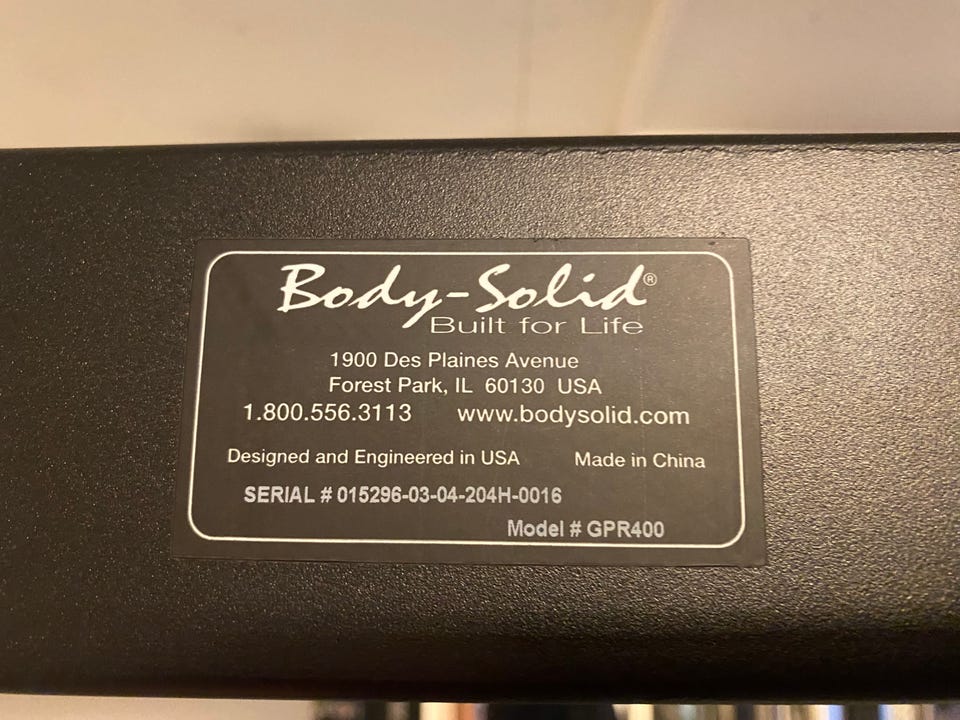 Body-Solid®
Built for Life
1900 Des Plaines Avenue
Forest Park, IL 60130 USA
1.800.556.3113 www.bodysolid.com
Designed and Engineered in USA Made in China
SERIAL # 015296-03-04-204H-0016
Model # GPR400